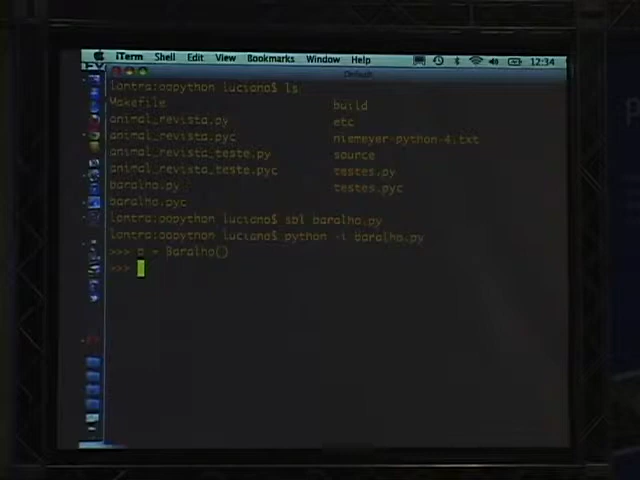 iTerm Shell Edit View Bookmarks Window Help 12:34
Default
lontra:oopython luciano$ ls
Makefile build
animal_revista.py etc
animal_revista.pyc niemeyer-python-4.txt
animal_revista_teste.py source
animal_revista_teste.pyc testes.py
baralho.py testes.pyc
baralho.pyc
lontra:oopython luciano$ sbl baralho.py
lontra:oopython luciano$ python -i baralho.py
>>> = Baralho()
>>>